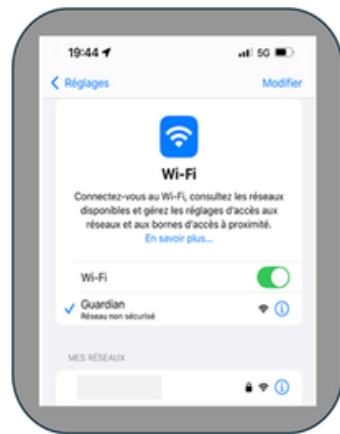 19:44
5G
Réglages
Modifier
Wi-Fi
Connectez-vous au Wi-Fi, consultez les réseaux
disponibles et gérez les réglages d'accès aux
réseaux et aux bornes d'accès à proximité.
En savoir plus...
Wi-Fi
Guardian
Réseau non sécurisé
MES RÉSEAUX